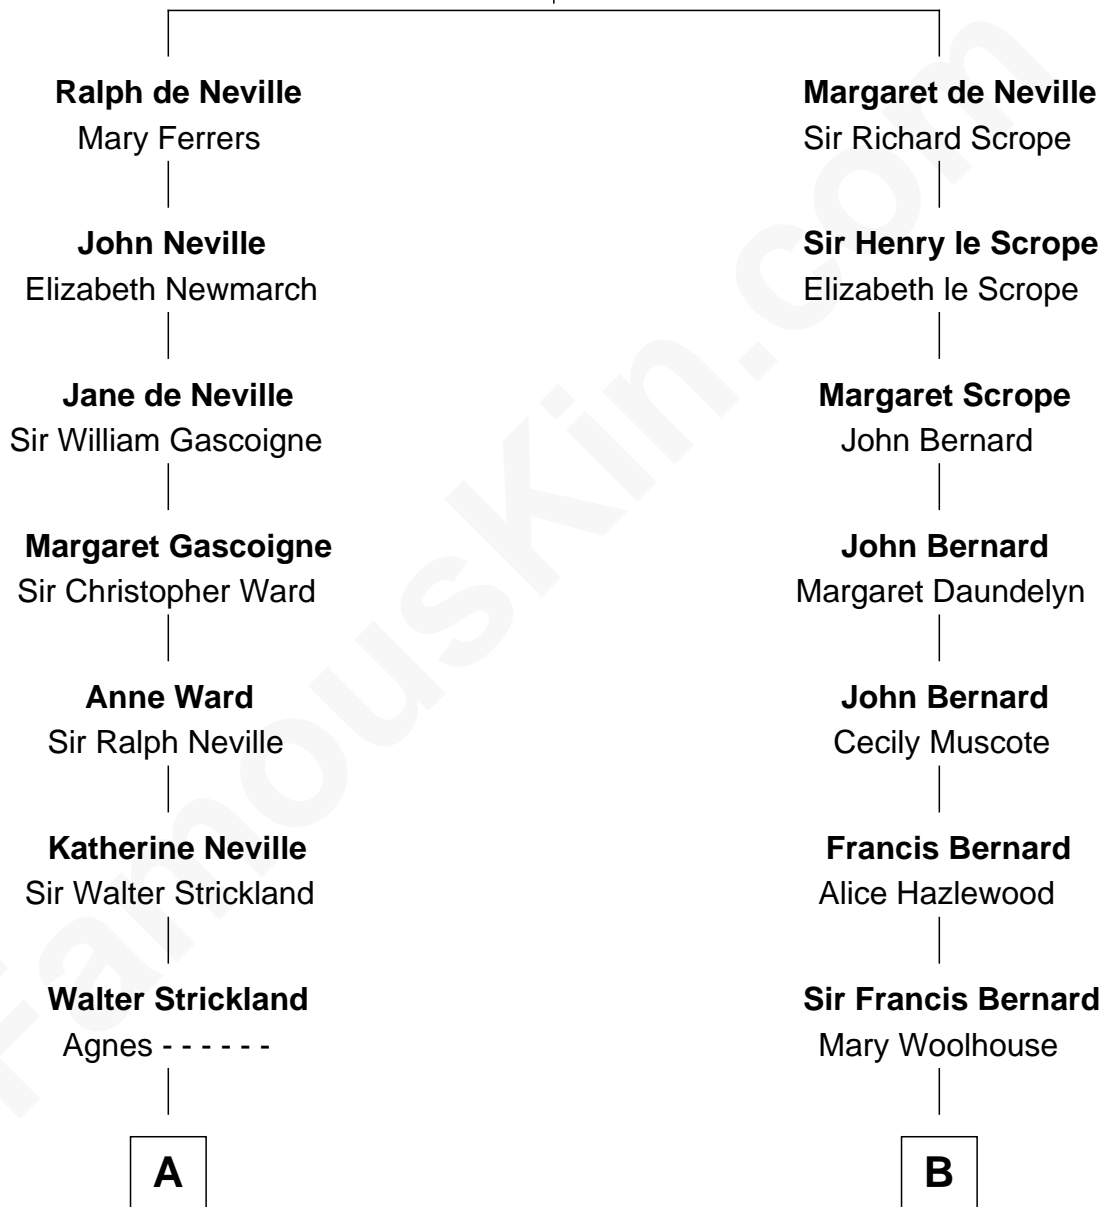 Ralph de Neville
Mary Ferrers
John Neville
Elizabeth Newmarch
Jane de Neville
Sir William Gascoigne
Margaret Gascoigne
Sir Christopher Ward
Anne Ward
Sir Ralph Neville
Katherine Neville
Sir Walter Strickland
Walter Strickland
Agnes - - - - - -
A
Margaret de Neville
Sir Richard Scrope
Sir Henry le Scrope
Elizabeth le Scrope
Margaret Scrope
John Bernard
John Bernard
Margaret Daundelyn
John Bernard
Cecily Muscote
Francis Bernard
Alice Hazlewood
Sir Francis Bernard
Mary Woolhouse
B
FamousKin.com